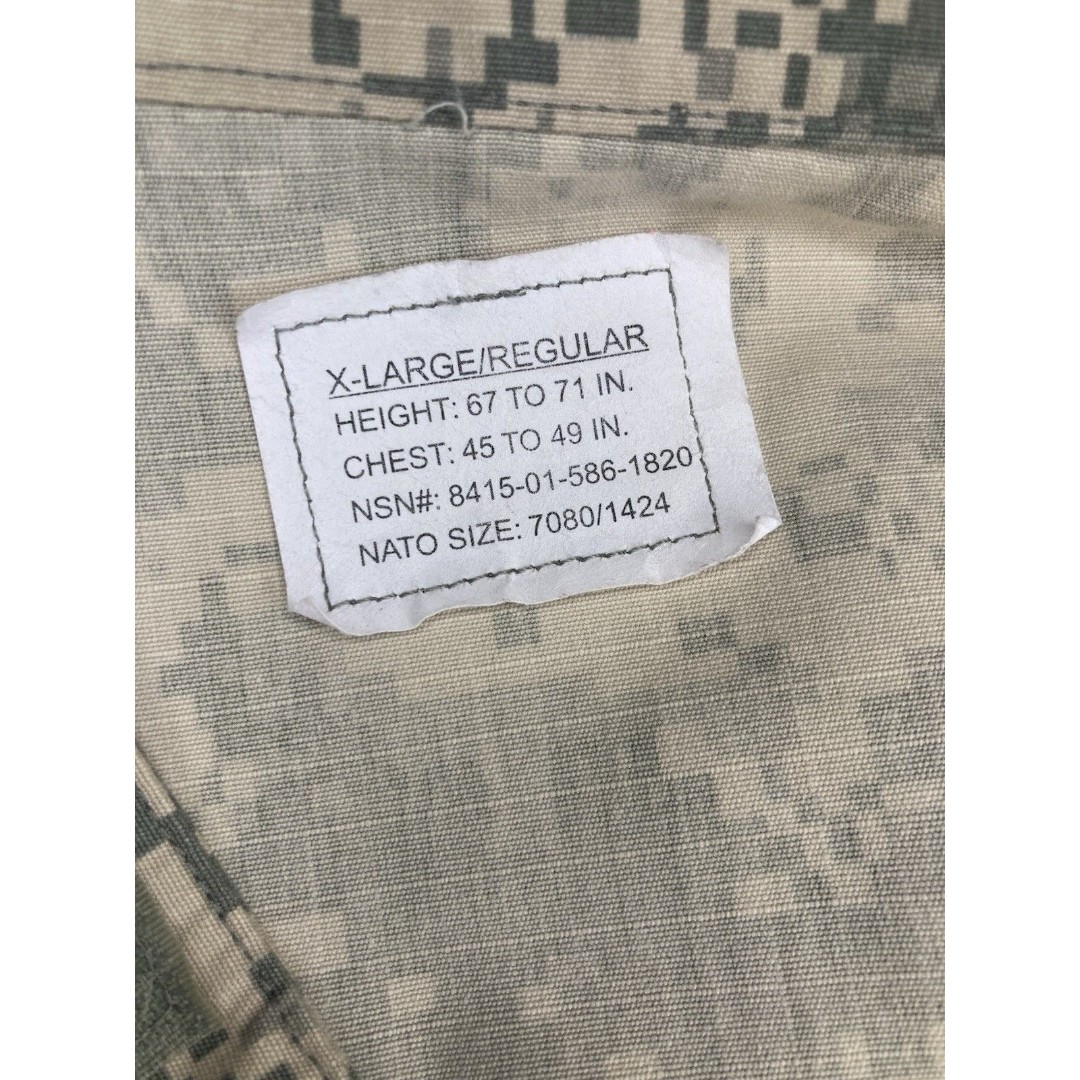 X-LARGE/REGULAR
HEIGHT: 67 TO 71 IN.
CHEST: 45 TO 49 IN.
NSN#: 8415-01-586-1820
NATO SIZE: 7080/1424